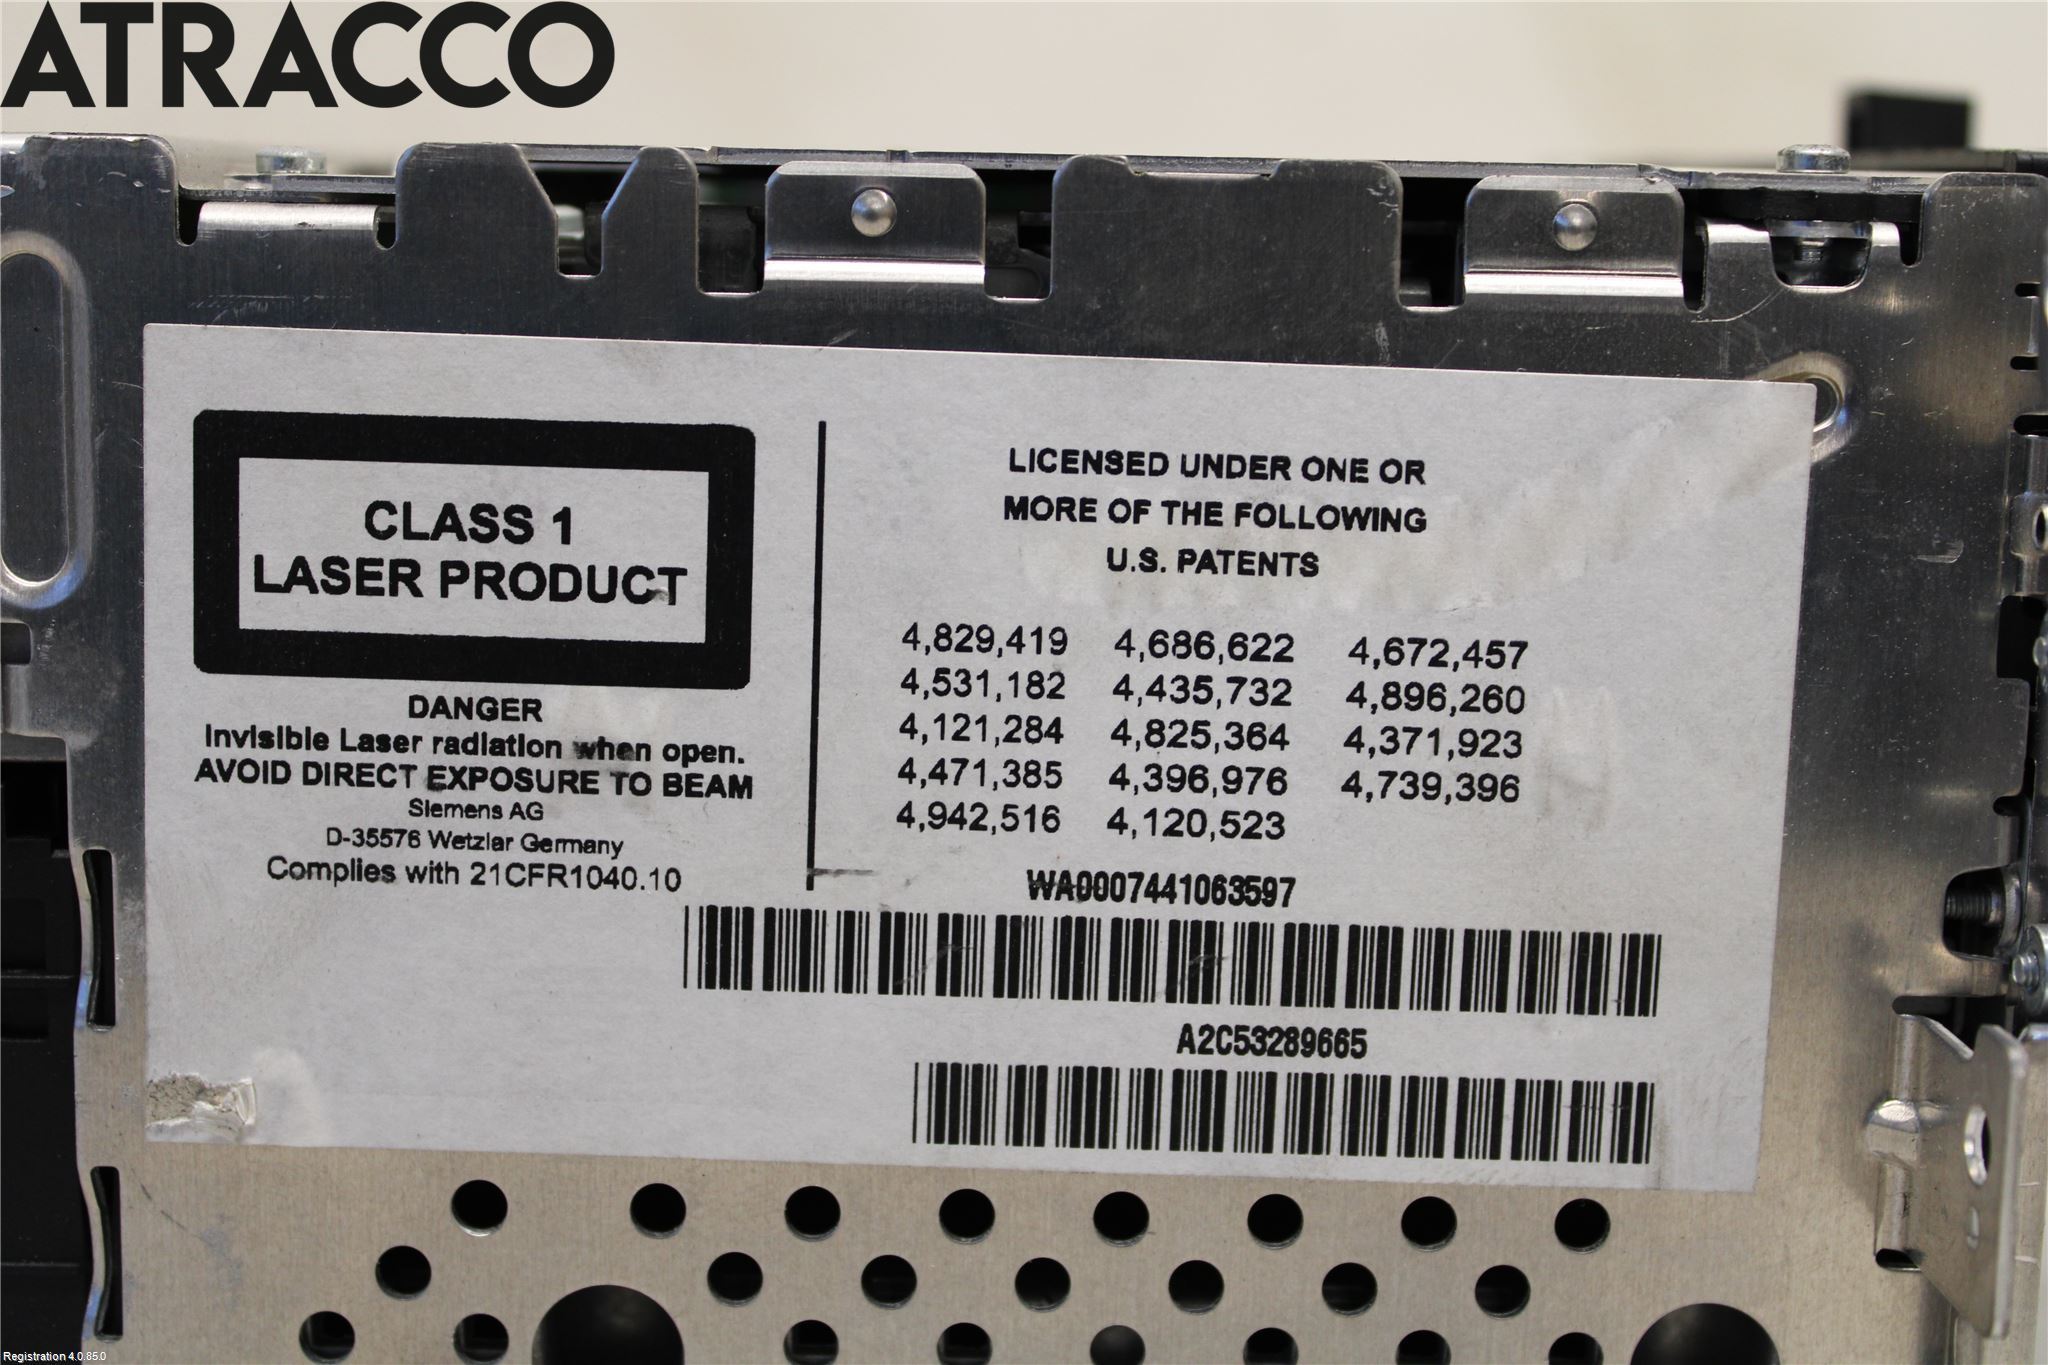 ATRACCO
CLASS 1
LASER PRODUCT
DANGER
Invisible Laser radiation when open.
AVOID DIRECT EXPOSURE TO BEAM
Siemens AG
D-35576 Wetzlar Germany
Complies with 21CFR1040.10
LICENSED UNDER ONE OR
MORE OF THE FOLLOWING
U.S. PATENTS
4,829,419 4,686,622 4,672,457
4,531,182 4,435,732 4,896,260
4,121,284 4,825,364 4,371,923
4,471,385 4,396,976 4,739,396
4,942,516 4,120,523
WA0007441063597
A2C53289665
Registration 4.0.85.0